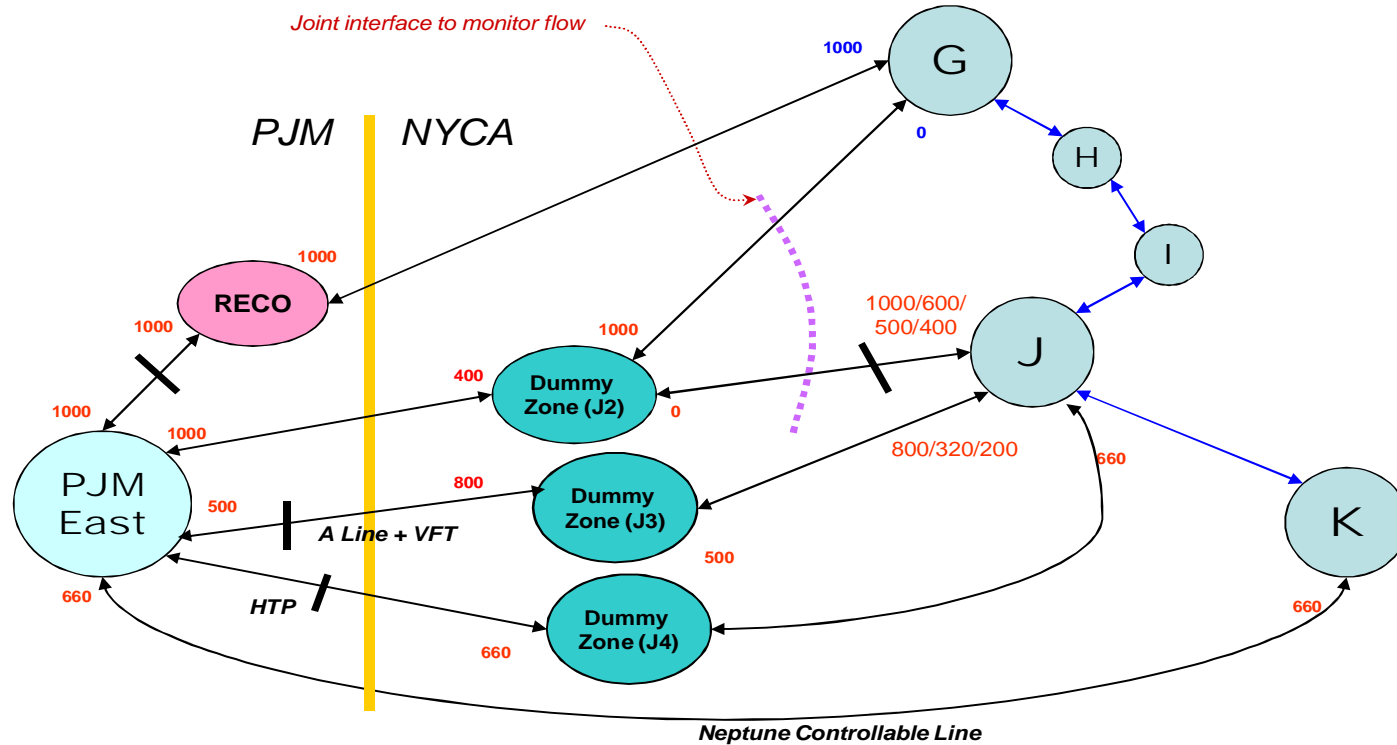 Joint interface to monitor flow
1000
G
PJM
NYCA
0
H
1000
I
RECO
1000
1000/600/
500/400
1000
J
400
Dummy
Zone (J2)
0
1000
1000
800/320/200
660
PJM
East
500
800
Dummy
Zone (J3)
K
A Line + VFT
500
HTP
660
660
Dummy
Zone (J4)
660
Neptune Controllable Line